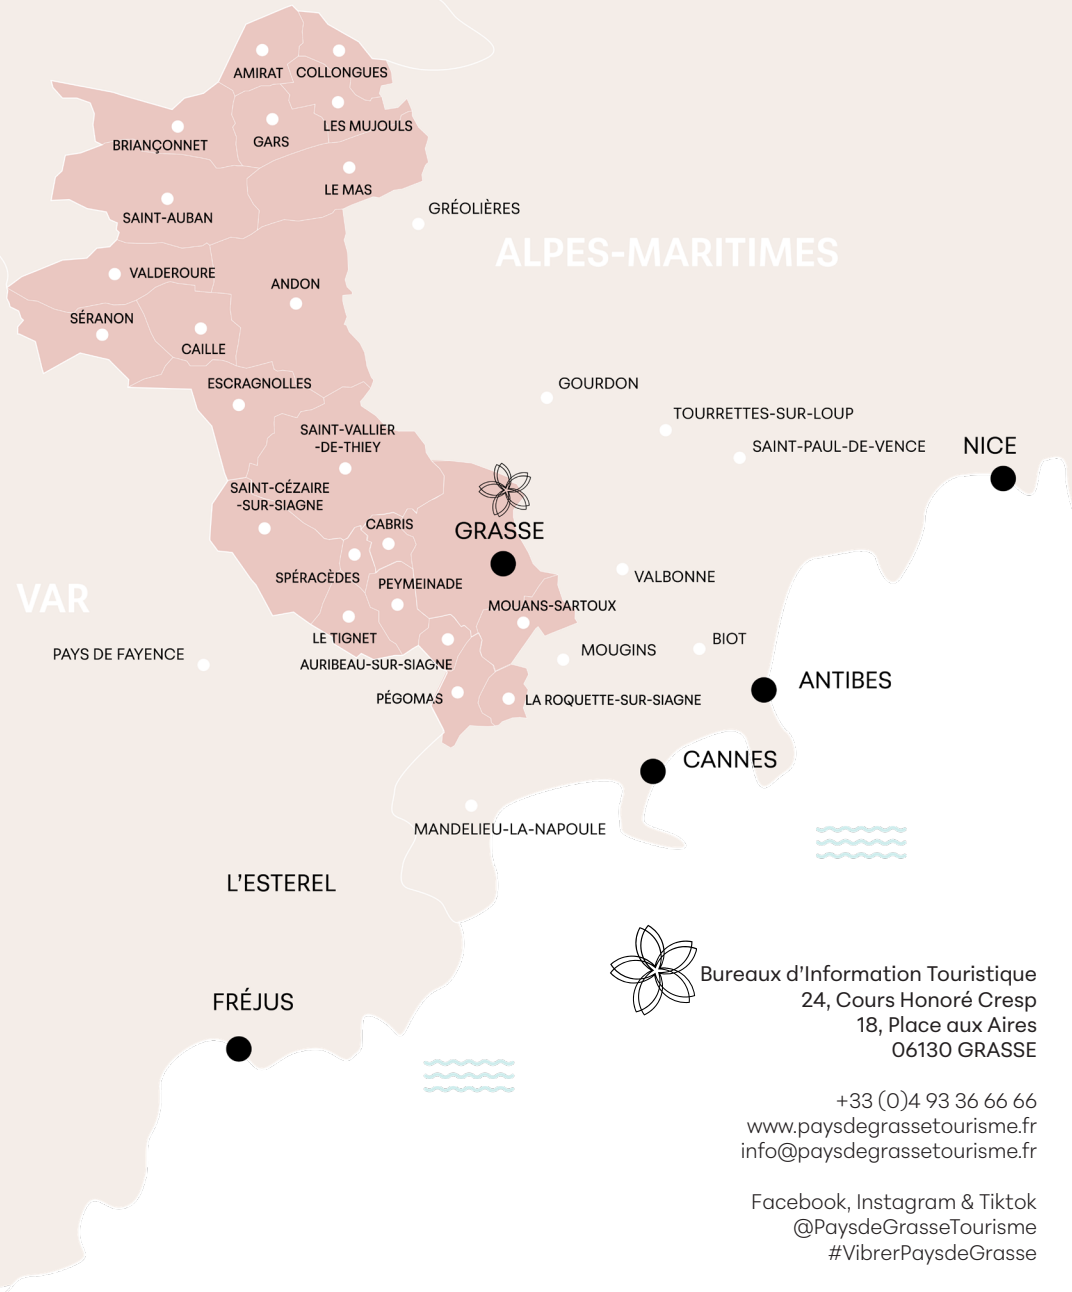 AMIRAT
COLLONGUES
LES MUJOULS
BRIANÇONNET
GARS
LE MAS
SAINT-AUBAN
GRÉOLIÈRES
ALPES-MARITIMES
VALDEROURE
ANDON
SÉRANON
CAILLE
ESCRAGNOLLES
GOURDON
TOURRETTES-SUR-LOUP
SAINT-VALLIER
-DE-THIEY
SAINT-PAUL-DE-VENCE
NICE
SAINT-CÉZAIRE
-SUR-SIAGNE
CABRIS
GRASSE
SPÉRACÈDES
PEYMEINADE
VALBONNE
VAR
MOUANS-SARTOUX
LE TIGNET
BIOT
MOUGINS
PAYS DE FAYENCE
AURIBEAU-SUR-SIAGNE
ANTIBES
PÉGOMAS
LA ROQUETTE-SUR-SIAGNE
CANNES
MANDELIEU-LA-NAPOULE
L’ESTEREL
FRÉJUS
Bureaux d’Information Touristique
24, Cours Honoré Cresp
18, Place aux Aires
06130 GRASSE
+33 (0)4 93 36 66 66
www.paysdegrassetourisme.fr
info@paysdegrassetourisme.fr
Facebook, Instagram & Tiktok
@PaysdeGrasseTourisme
#VibrerPaysdeGrasse